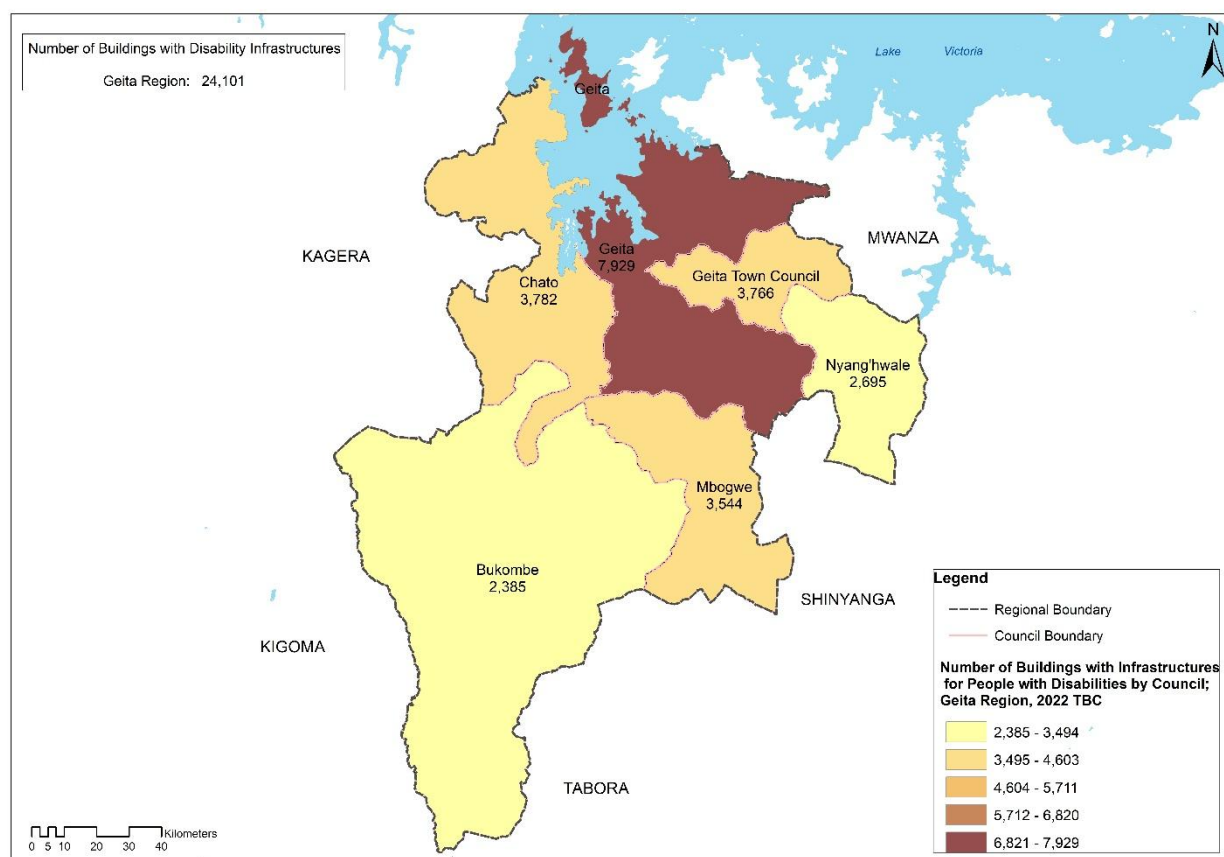 Number of Buildings with Disability Infrastructures
Geita Region: 24,101
Lake Victoria
N
Geita
KAGERA
MWANZA
Geita
7,929
Geita Town Council
3,766
Chato
3,782
Nyang'hwale
2,695
Mbogwe
3,544
Bukombe
2,385
SHINYANGA
KIGOMA
TABORA
Legend
Regional Boundary
Council Boundary
Number of Buildings with Infrastructures
for People with Disabilities by Council;
Geita Region, 2022 TBC
2,385 - 3,494
3,495 - 4,603
4,604 - 5,711
5,712 - 6,820
6,821 - 7,929
Kilometers
0 5 10 20 30 40